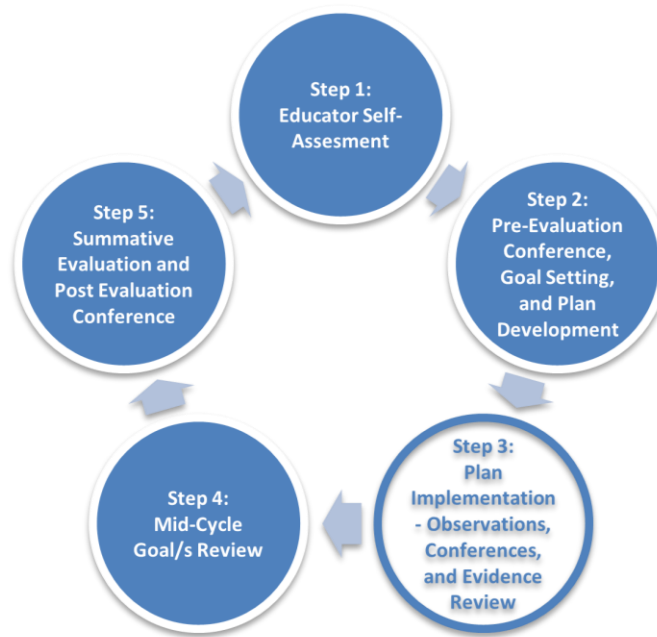 Step 1:
Educator Self-
Assesment
Step 2:
Pre-Evaluation
Conference,
Goal Setting,
and Plan
Development
Step 3:
Plan
Implementation
- Observations,
Conferences,
and Evidence
Review
Step 4:
Mid-Cycle
Goal/s Review
Step 5:
Summative
Evaluation and
Post Evaluation
Conference